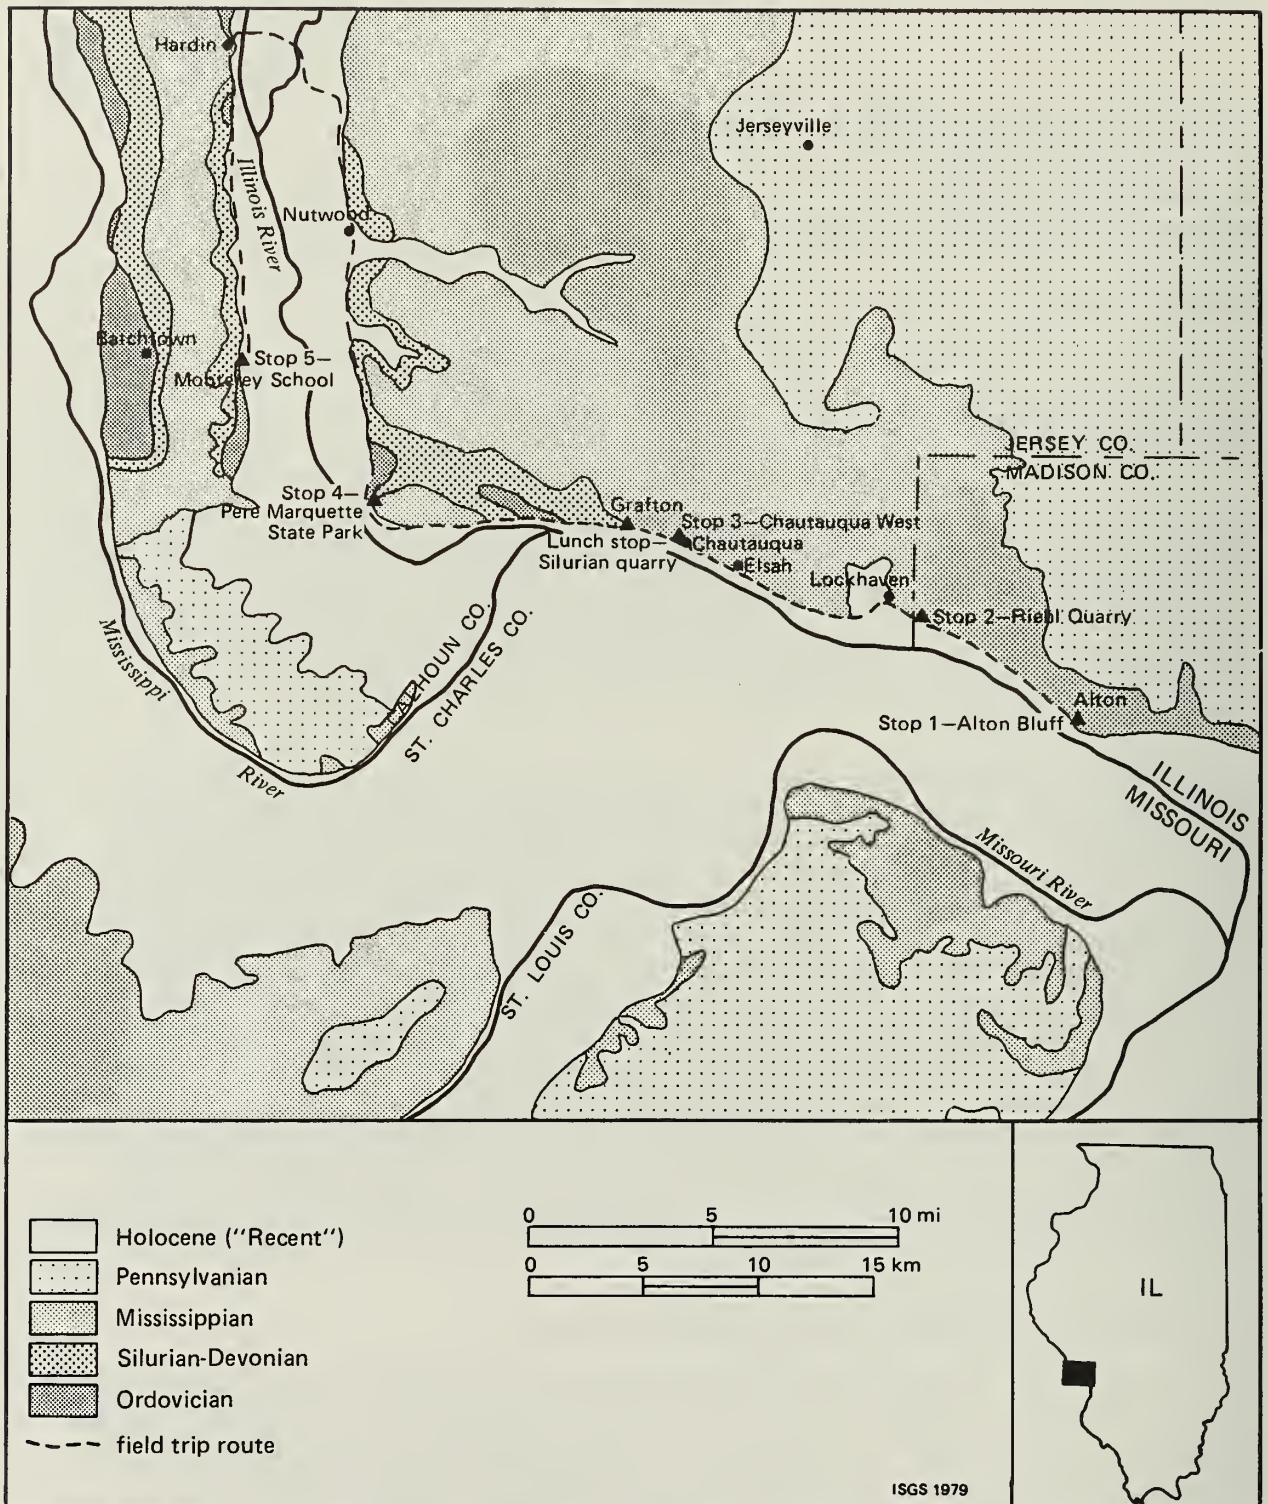 Hardin
Jerseyville
Illinois River
Nutwood
Batchtown
Stop 5—
Monterey School
JERSEY CO.
MADISON CO.
Stop 4—
Pere Marquette
State Park
Grafton
Stop 3—Chautauqua West
Lunch stop—
Silurian quarry
Chautauqua
Elsah
Lockhaven
Stop 2—Riehl Quarry
CALHOUN CO.
ST. CHARLES CO.
Mississippi
River
Alton
Stop 1—Alton Bluff
ILLINOIS
MISSOURI
Missouri River
ST. LOUIS CO.
Holocene ("Recent")
Pennsylvanian
Mississippian
Silurian-Devonian
Ordovician
field trip route
0 5 10 mi
0 5 10 15 km
IL
ISGS 1979